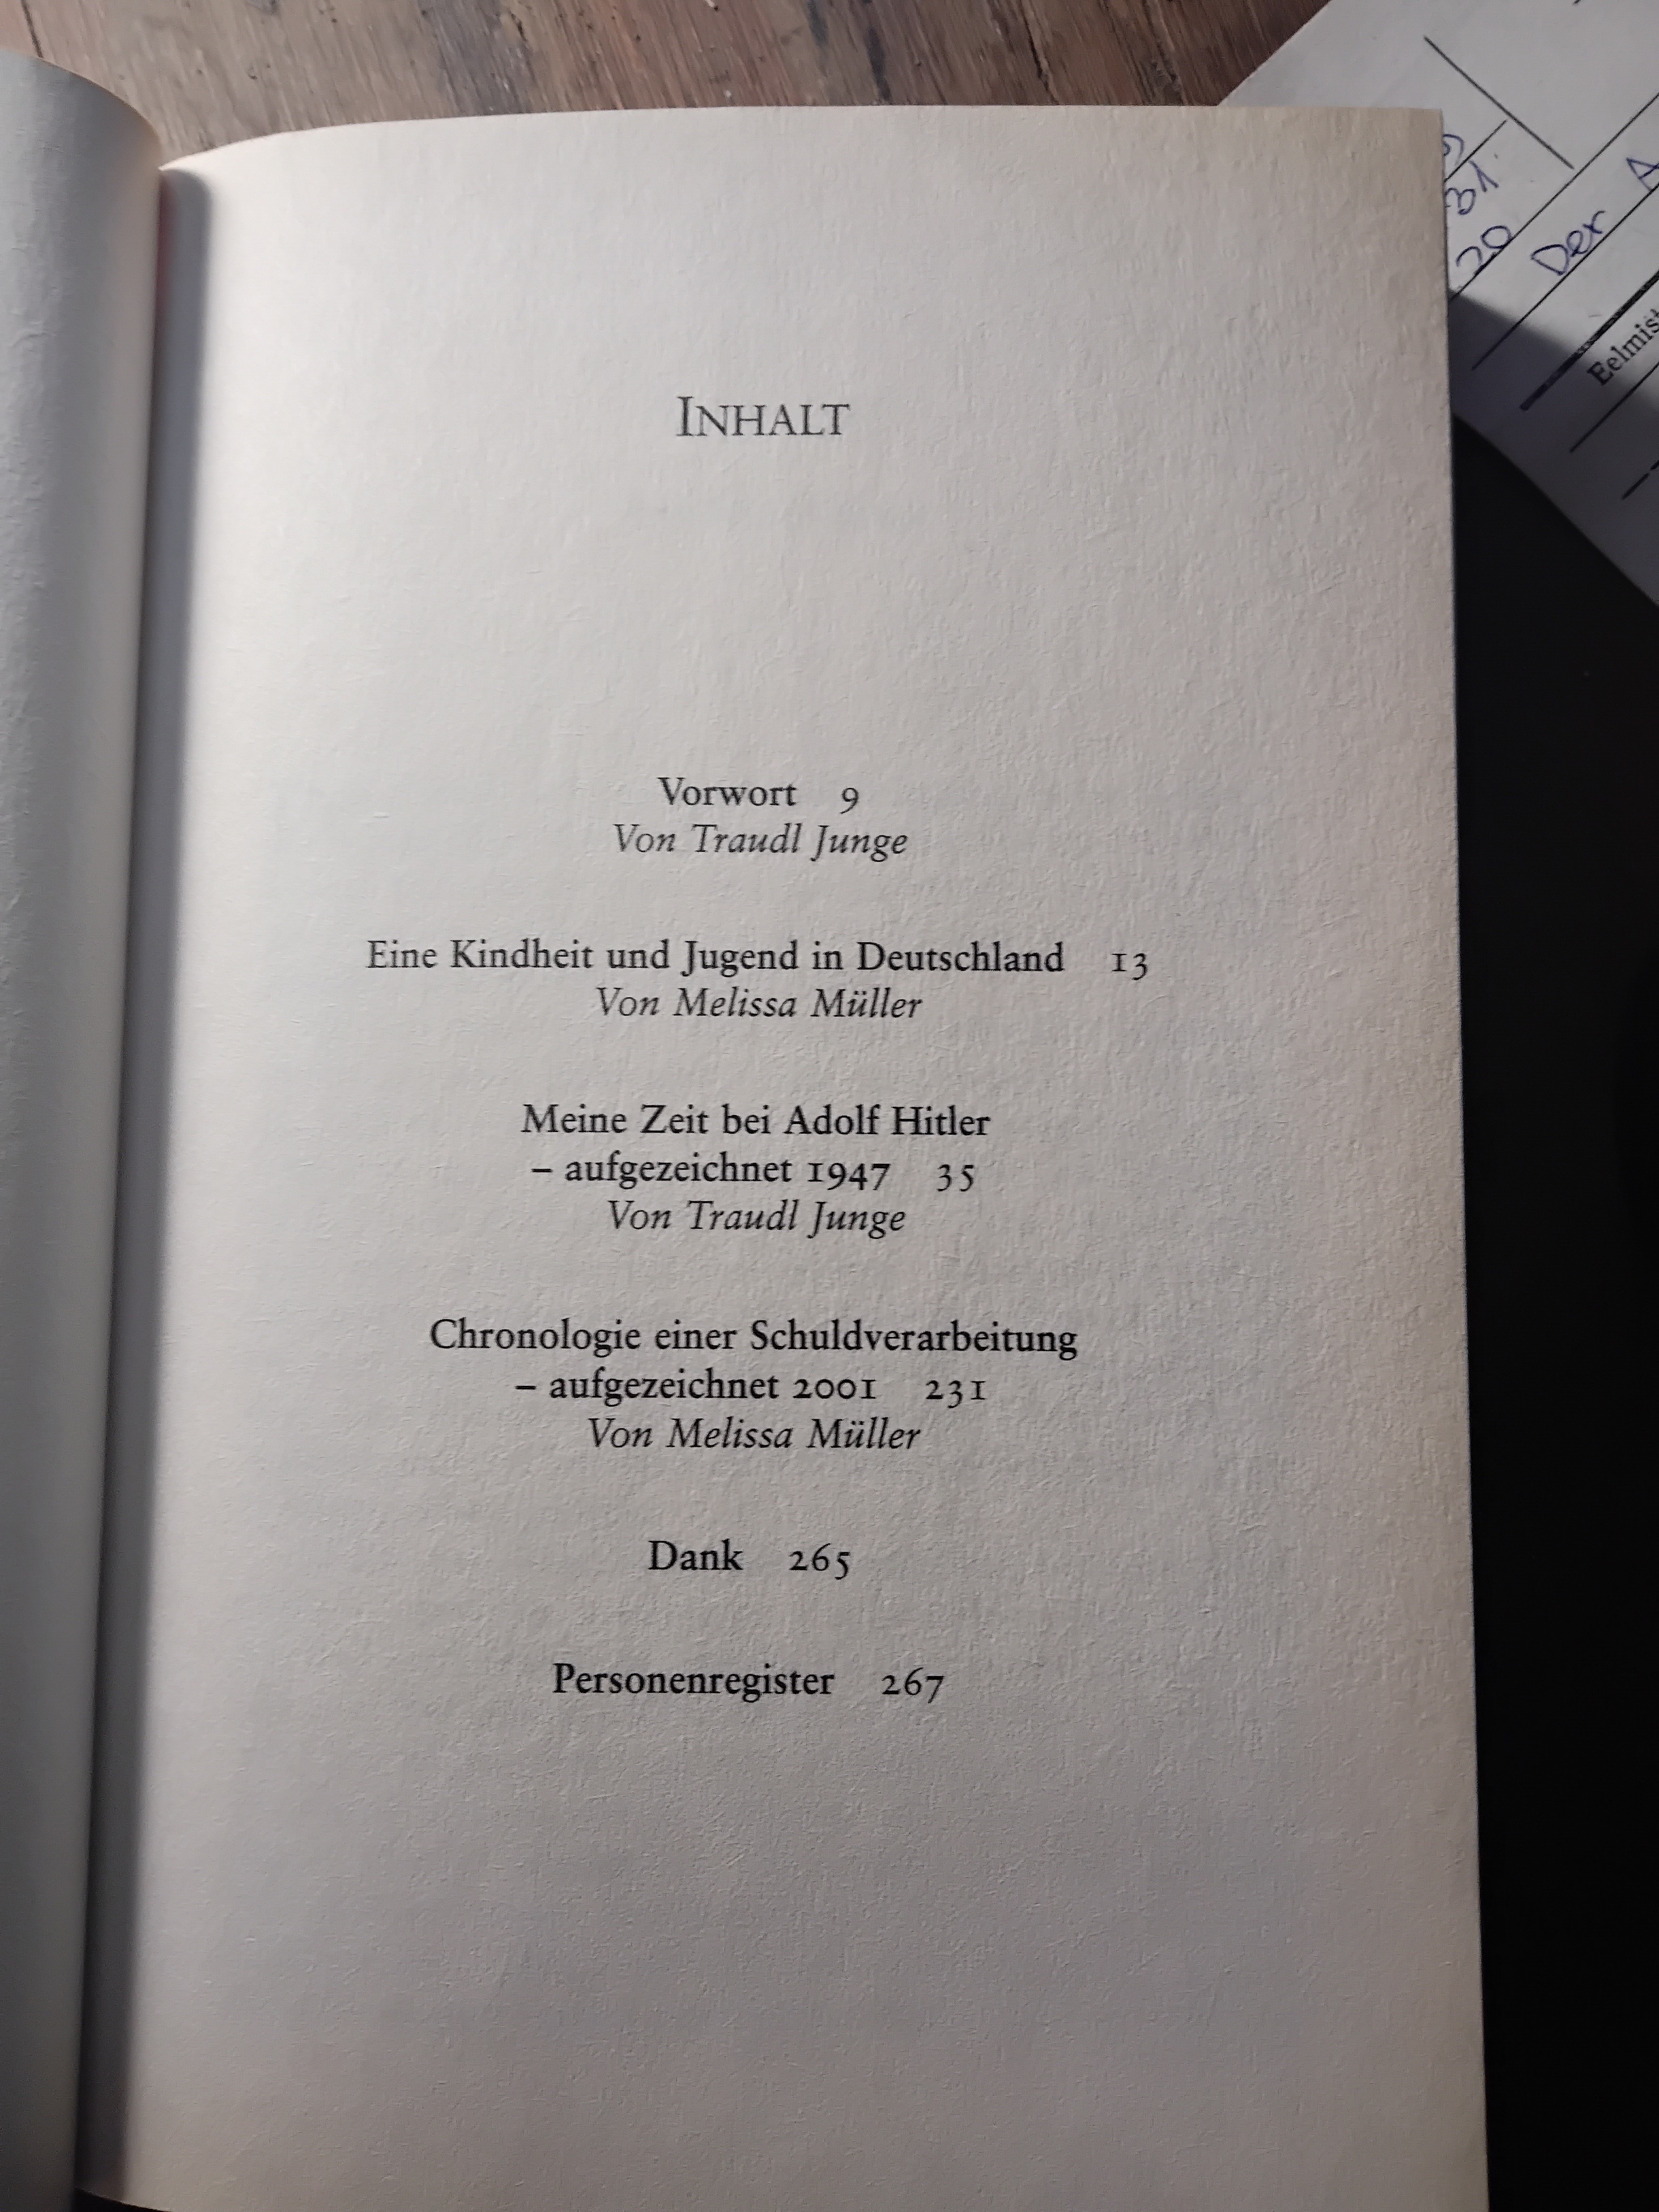 INHALT
Vorwort 9
Von Traudl Junge
Eine Kindheit und Jugend in Deutschland 13
Von Melissa Müller
Meine Zeit bei Adolf Hitler
– aufgezeichnet 1947 35
Von Traudl Junge
Chronologie einer Schuldverarbeitung
– aufgezeichnet 2001 231
Von Melissa Müller
Dank 265
Personenregister 267
31.
20
Der